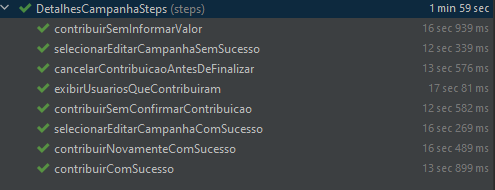 DetalhesCampanhaSteps (steps) 1 min 59 sec
contribuirSemInformarValor 16 sec 939 ms
selecionarEditarCampanhaSemSucesso 12 sec 339 ms
cancelarContribuicaoAntesDeFinalizar 13 sec 576 ms
exibirUsuariosQueContribuiram 17 sec 81 ms
contribuirSemConfirmarContribuicao 12 sec 582 ms
selecionarEditarCampanhaComSucesso 16 sec 269 ms
contribuirNovamenteComSucesso 16 sec 489 ms
contribuirComSucesso 13 sec 899 ms